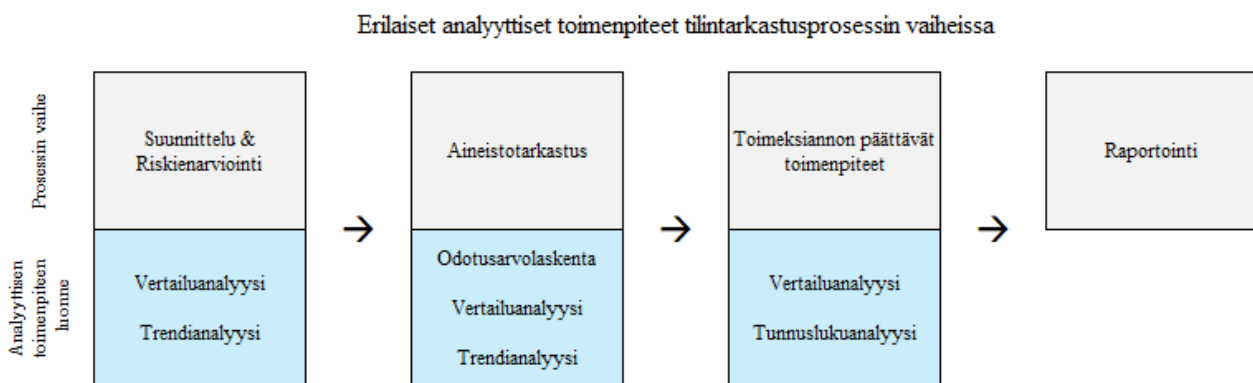 Erilaiset analyyttiset toimenpiteet tilintarkastusprosessin vaiheissa
Prosessin vaihe
Suunnittelu &
Riskienarviointi
Aineistotarkastus
Toimeksiannon päättävät
toimenpiteet
Raportointi
→
→
→
Analyyttisen
toimenpiteen
luonne
Vertailuanalyysi
Trendianalyysi
Odotusarvolaskenta
Vertailuanalyysi
Trendianalyysi
Vertailuanalyysi
Tunnuslukuanalyysi